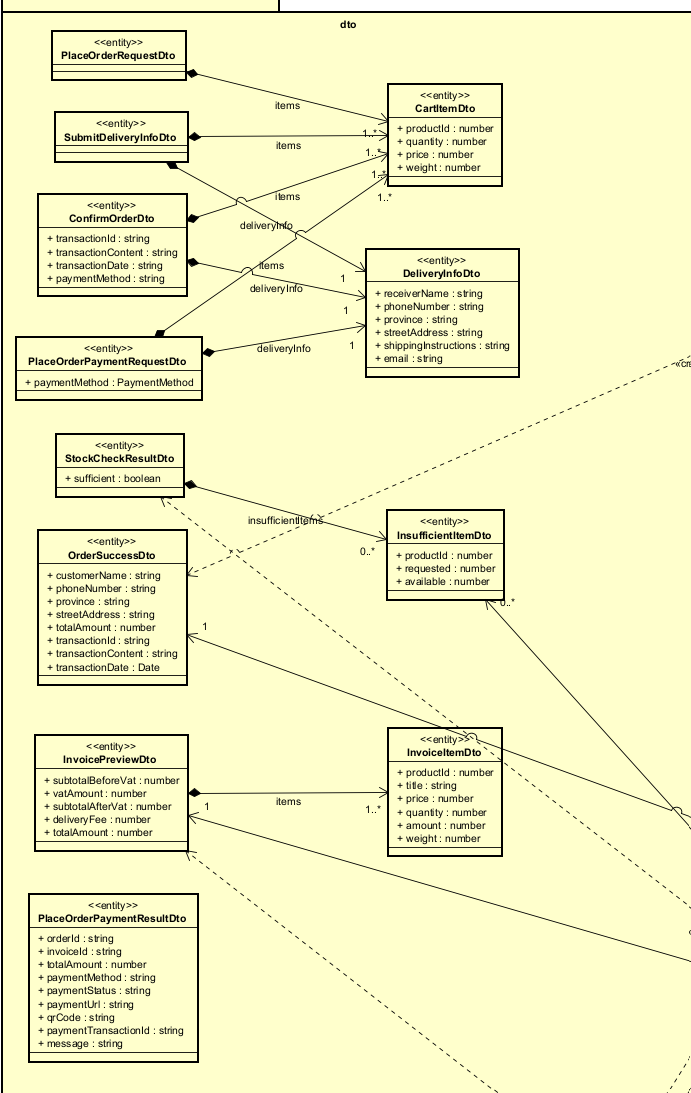 dto
<<entity>>
PlaceOrderRequestDto
<<entity>>
CartItemDto
+ productId : number
+ quantity : number
+ price : number
+ weight : number
items
<<entity>>
SubmitDeliveryInfoDto
1..*
items
1..*
1..*
1..*
<<entity>>
ConfirmOrderDto
+ transactionId : string
+ transactionContent : string
+ transactionDate : string
+ paymentMethod : string
items
deliveryInfo
items
deliveryInfo
<<entity>>
DeliveryInfoDto
+ receiverName : string
+ phoneNumber : string
+ province : string
+ streetAddress : string
+ shippingInstructions : string
+ email : string
1
1
1
<<entity>>
PlaceOrderPaymentRequestDto
+ paymentMethod : PaymentMethod
deliveryInfo
<<entity>>
StockCheckResultDto
+ sufficient : boolean
insufficientItems
0..*
<<entity>>
InsufficientItemDto
+ productId : number
+ requested : number
+ available : number
0..*
<<entity>>
OrderSuccessDto
+ customerName : string
+ phoneNumber : string
+ province : string
+ streetAddress : string
+ totalAmount : number
+ transactionId : string
+ transactionContent : string
+ transactionDate : Date
1
<<entity>>
InvoicePreviewDto
+ subtotalBeforeVat : number
+ vatAmount : number
+ subtotalAfterVat : number
+ deliveryFee : number
+ totalAmount : number
1
items
1..*
<<entity>>
InvoiceItemDto
+ productId : number
+ title : string
+ price : number
+ quantity : number
+ amount : number
+ weight : number
<<entity>>
PlaceOrderPaymentResultDto
+ orderId : string
+ invoiceId : string
+ totalAmount : number
+ paymentMethod : string
+ paymentStatus : string
+ paymentUrl : string
+ qrCode : string
+ paymentTransactionId : string
+ message : string